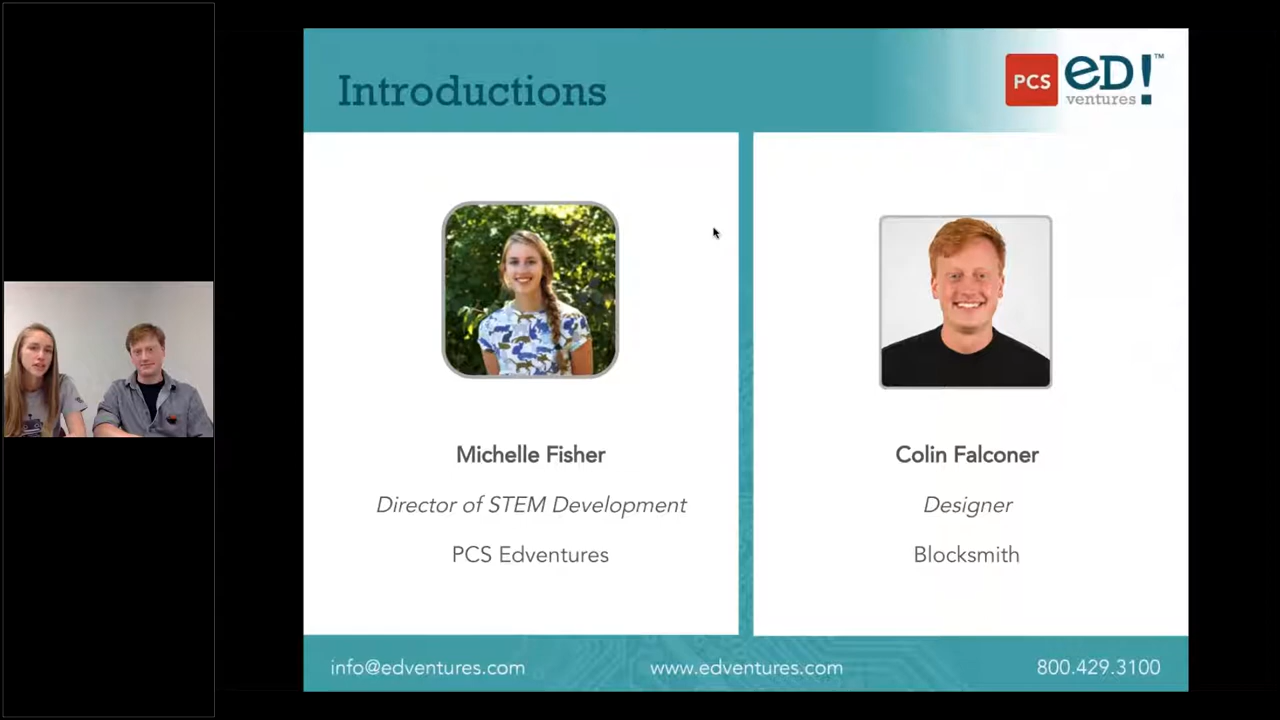 Introductions
PCS eD!™
ventures
Michelle Fisher
Director of STEM Development
PCS Edventures
Colin Falconer
Designer
Blocksmith
info@edventures.com
www.edventures.com
800.429.3100